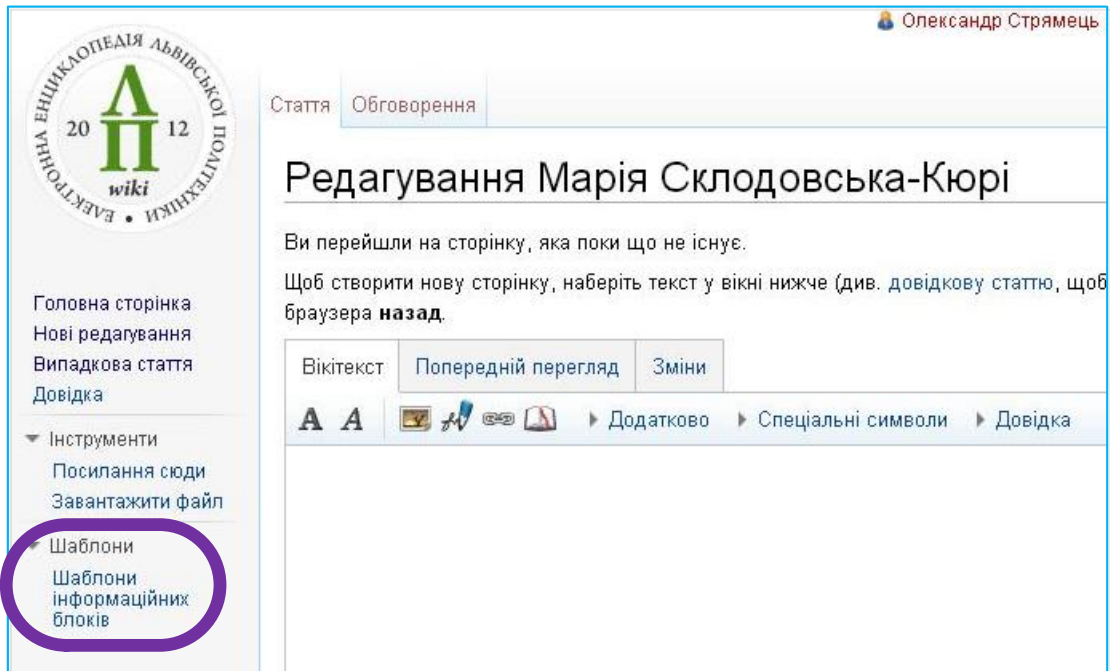 Олександр Стрямець
ЕЛЕКТРОННА ЕНЦИКЛОПЕДІЯ ЛЬВІВСЬКОЇ ПОЛІТЕХНІКИ •
20 ЛП 12
wiki
Стаття Обговорення
Редагування Марія Склодовська-Кюрі
Ви перейшли на сторінку, яка поки що не існує.
Щоб створити нову сторінку, наберіть текст у вікні нижче (див. довідкову статтю, щоб
браузера назад.
Вікітекст Попередній перегляд Зміни
A A Додатково Спеціальні символи Довідка
Головна сторінка
Нові редагування
Випадкова стаття
Довідка
Інструменти
Посилання сюди
Завантажити файл
Шаблони
Шаблони
інформаційних
блоків